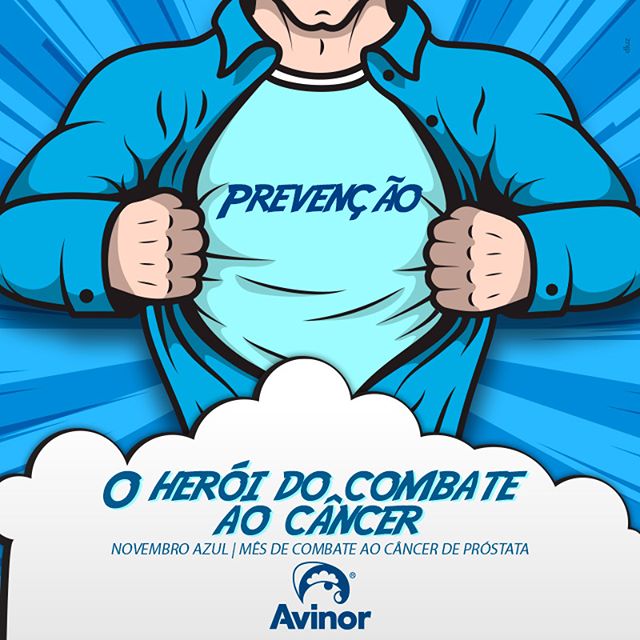 PREVENÇÃO
O HERÓI DO COMBATE
AO CÂNCER
NOVEMBRO AZUL | MÊS DE COMBATE AO CÂNCER DE PRÓSTATA
®
Avinor